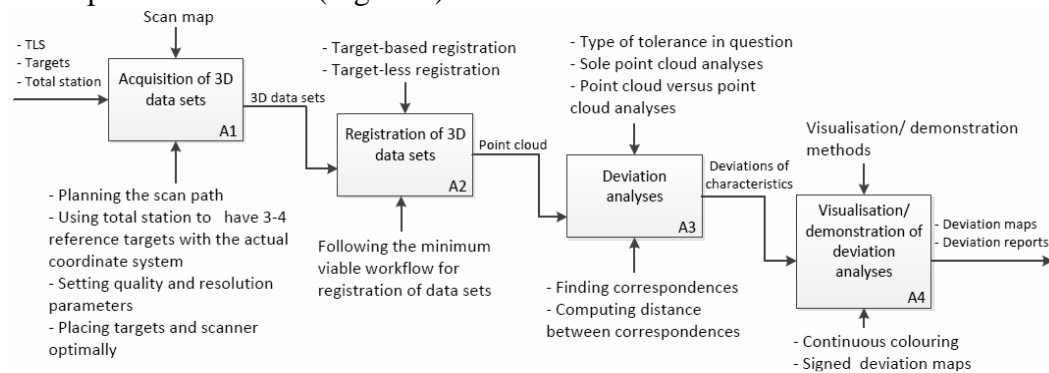 Scan map
- TLS
- Targets
- Total station
Acquisition of 3D
data sets
A1
3D data sets
- Planning the scan path
- Using total station to have 3-4
reference targets with the actual
coordinate system
- Setting quality and resolution
parameters
- Placing targets and scanner
optimally
- Target-based registration
- Target-less registration
Registration of 3D
data sets
A2
Point cloud
Following the minimum
viable workflow for
registration of data sets
- Type of tolerance in question
- Sole point cloud analyses
- Point cloud versus point
cloud analyses
Deviation
analyses
A3
Deviations of
characteristics
- Finding correspondences
- Computing distance
between correspondences
Visualisation/ demonstration
methods
Visualisation/
demonstration of
deviation
analyses
A4
- Deviation maps
- Deviation reports
- Continuous colouring
- Signed deviation maps